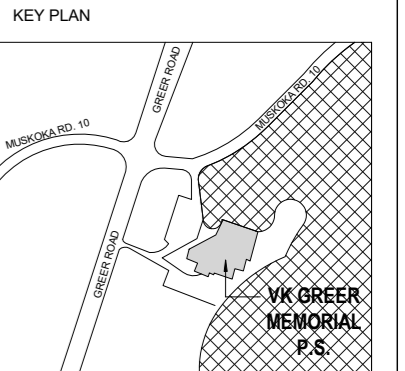 KEY PLAN
GREER ROAD
MUSKOKA RD. 10
MUSKOKA RD. 10
GREER ROAD
VK GREER
MEMORIAL
P.S.